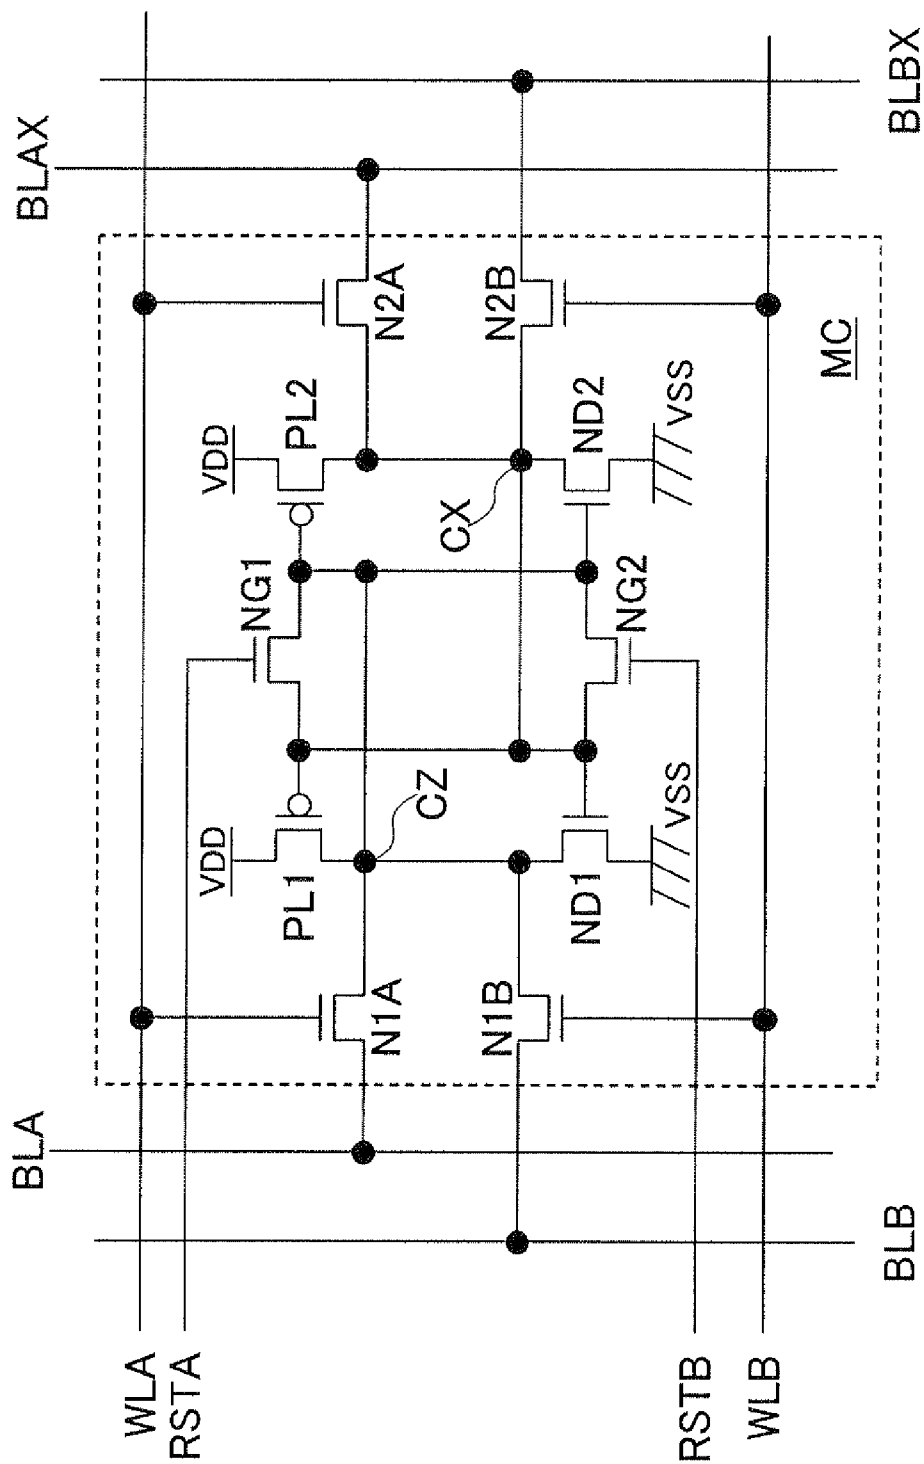 BLA
BLAX
WLA
RSTA
VDD
VDD
NG1
PL1
PL2
N1A
N2A
CZ
CX
N1B
N2B
ND1
ND2
NG2
VSS
VSS
MC
RSTB
WLB
BLB
BLBX